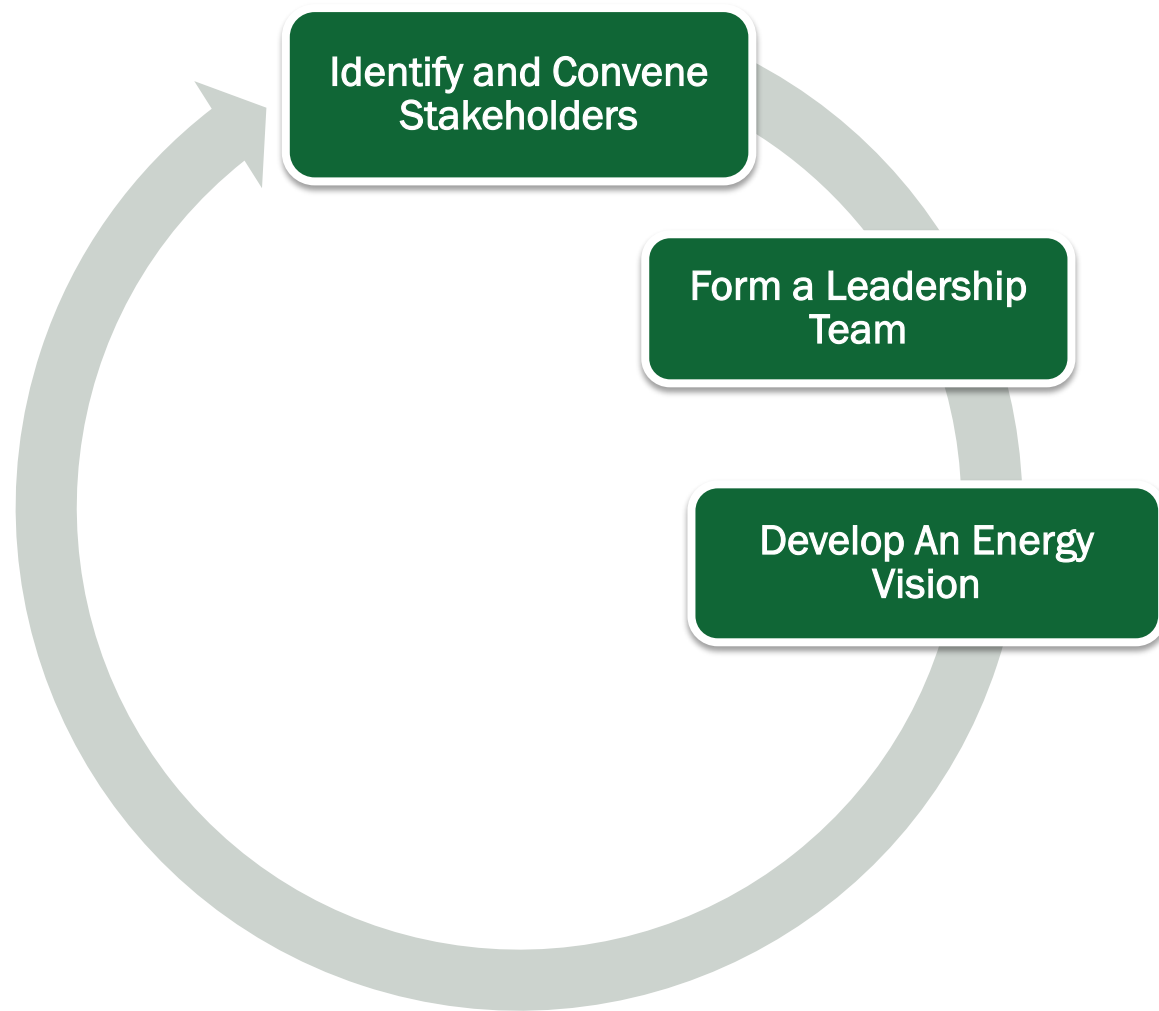 Identify and Convene
Stakeholders
Form a Leadership
Team
Develop An Energy
Vision